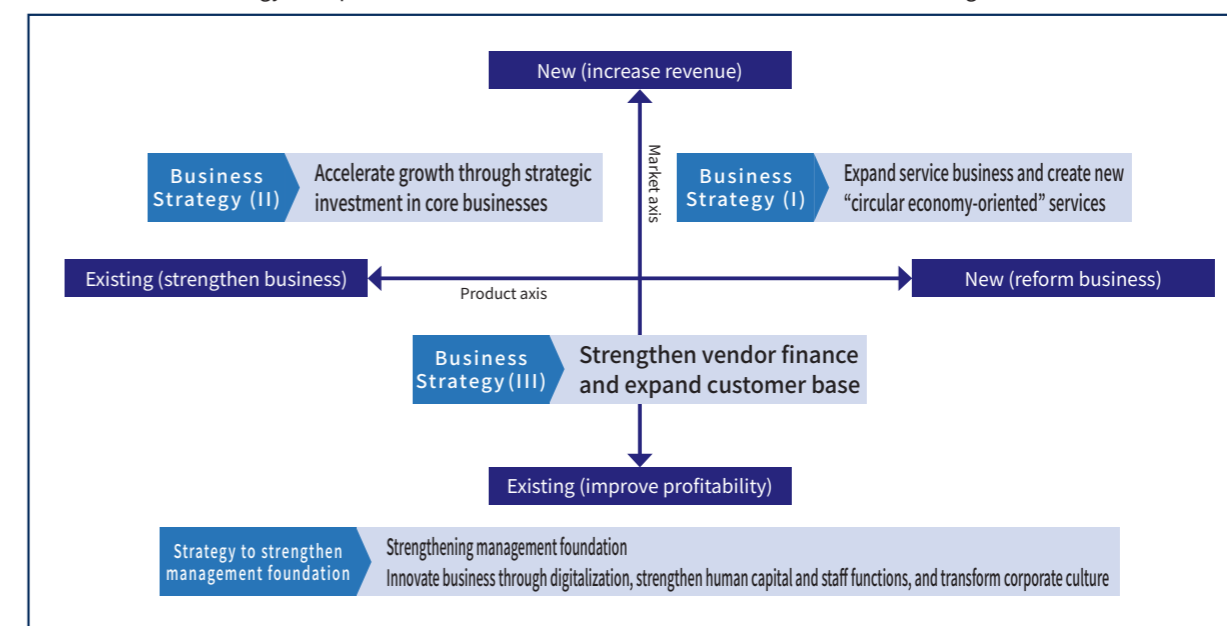 New (increase revenue)
Market axis
Business
Strategy (II)
Accelerate growth through strategic
investment in core businesses
Business
Strategy (I)
Expand service business and create new
“circular economy-oriented” services
Existing (strengthen business)
Product axis
New (reform business)
Business
Strategy (III)
Strengthen vendor finance
and expand customer base
Existing (improve profitability)
Strategy to strengthen
management foundation
Strengthening management foundation
Innovate business through digitalization, strengthen human capital and staff functions, and transform corporate culture